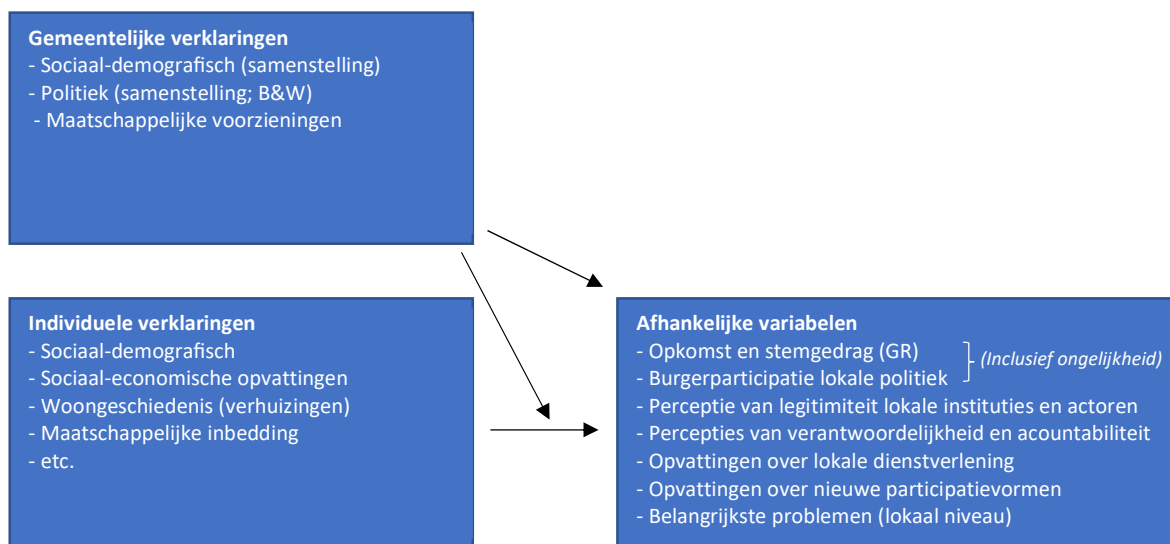 Gemeentelijke verklaringen
- Sociaal-demografisch (samenstelling)
- Politiek (samenstelling; B&W)
- Maatschappelijke voorzieningen
Individuele verklaringen
- Sociaal-demografisch
- Sociaal-economische opvattingen
- Woongeschiedenis (verhuizingen)
- Maatschappelijke inbedding
- etc.
Afhankelijke variabelen
- Opkomst en stemgedrag (GR)
- Burgerparticipatie lokale politiek
(Inclusief ongelijkheid)
- Perceptie van legitimiteit lokale instituties en actoren
- Percepties van verantwoordelijkheid en acountabiliteit
- Opvattingen over lokale dienstverlening
- Opvattingen over nieuwe participatievormen
- Belangrijkste problemen (lokaal niveau)